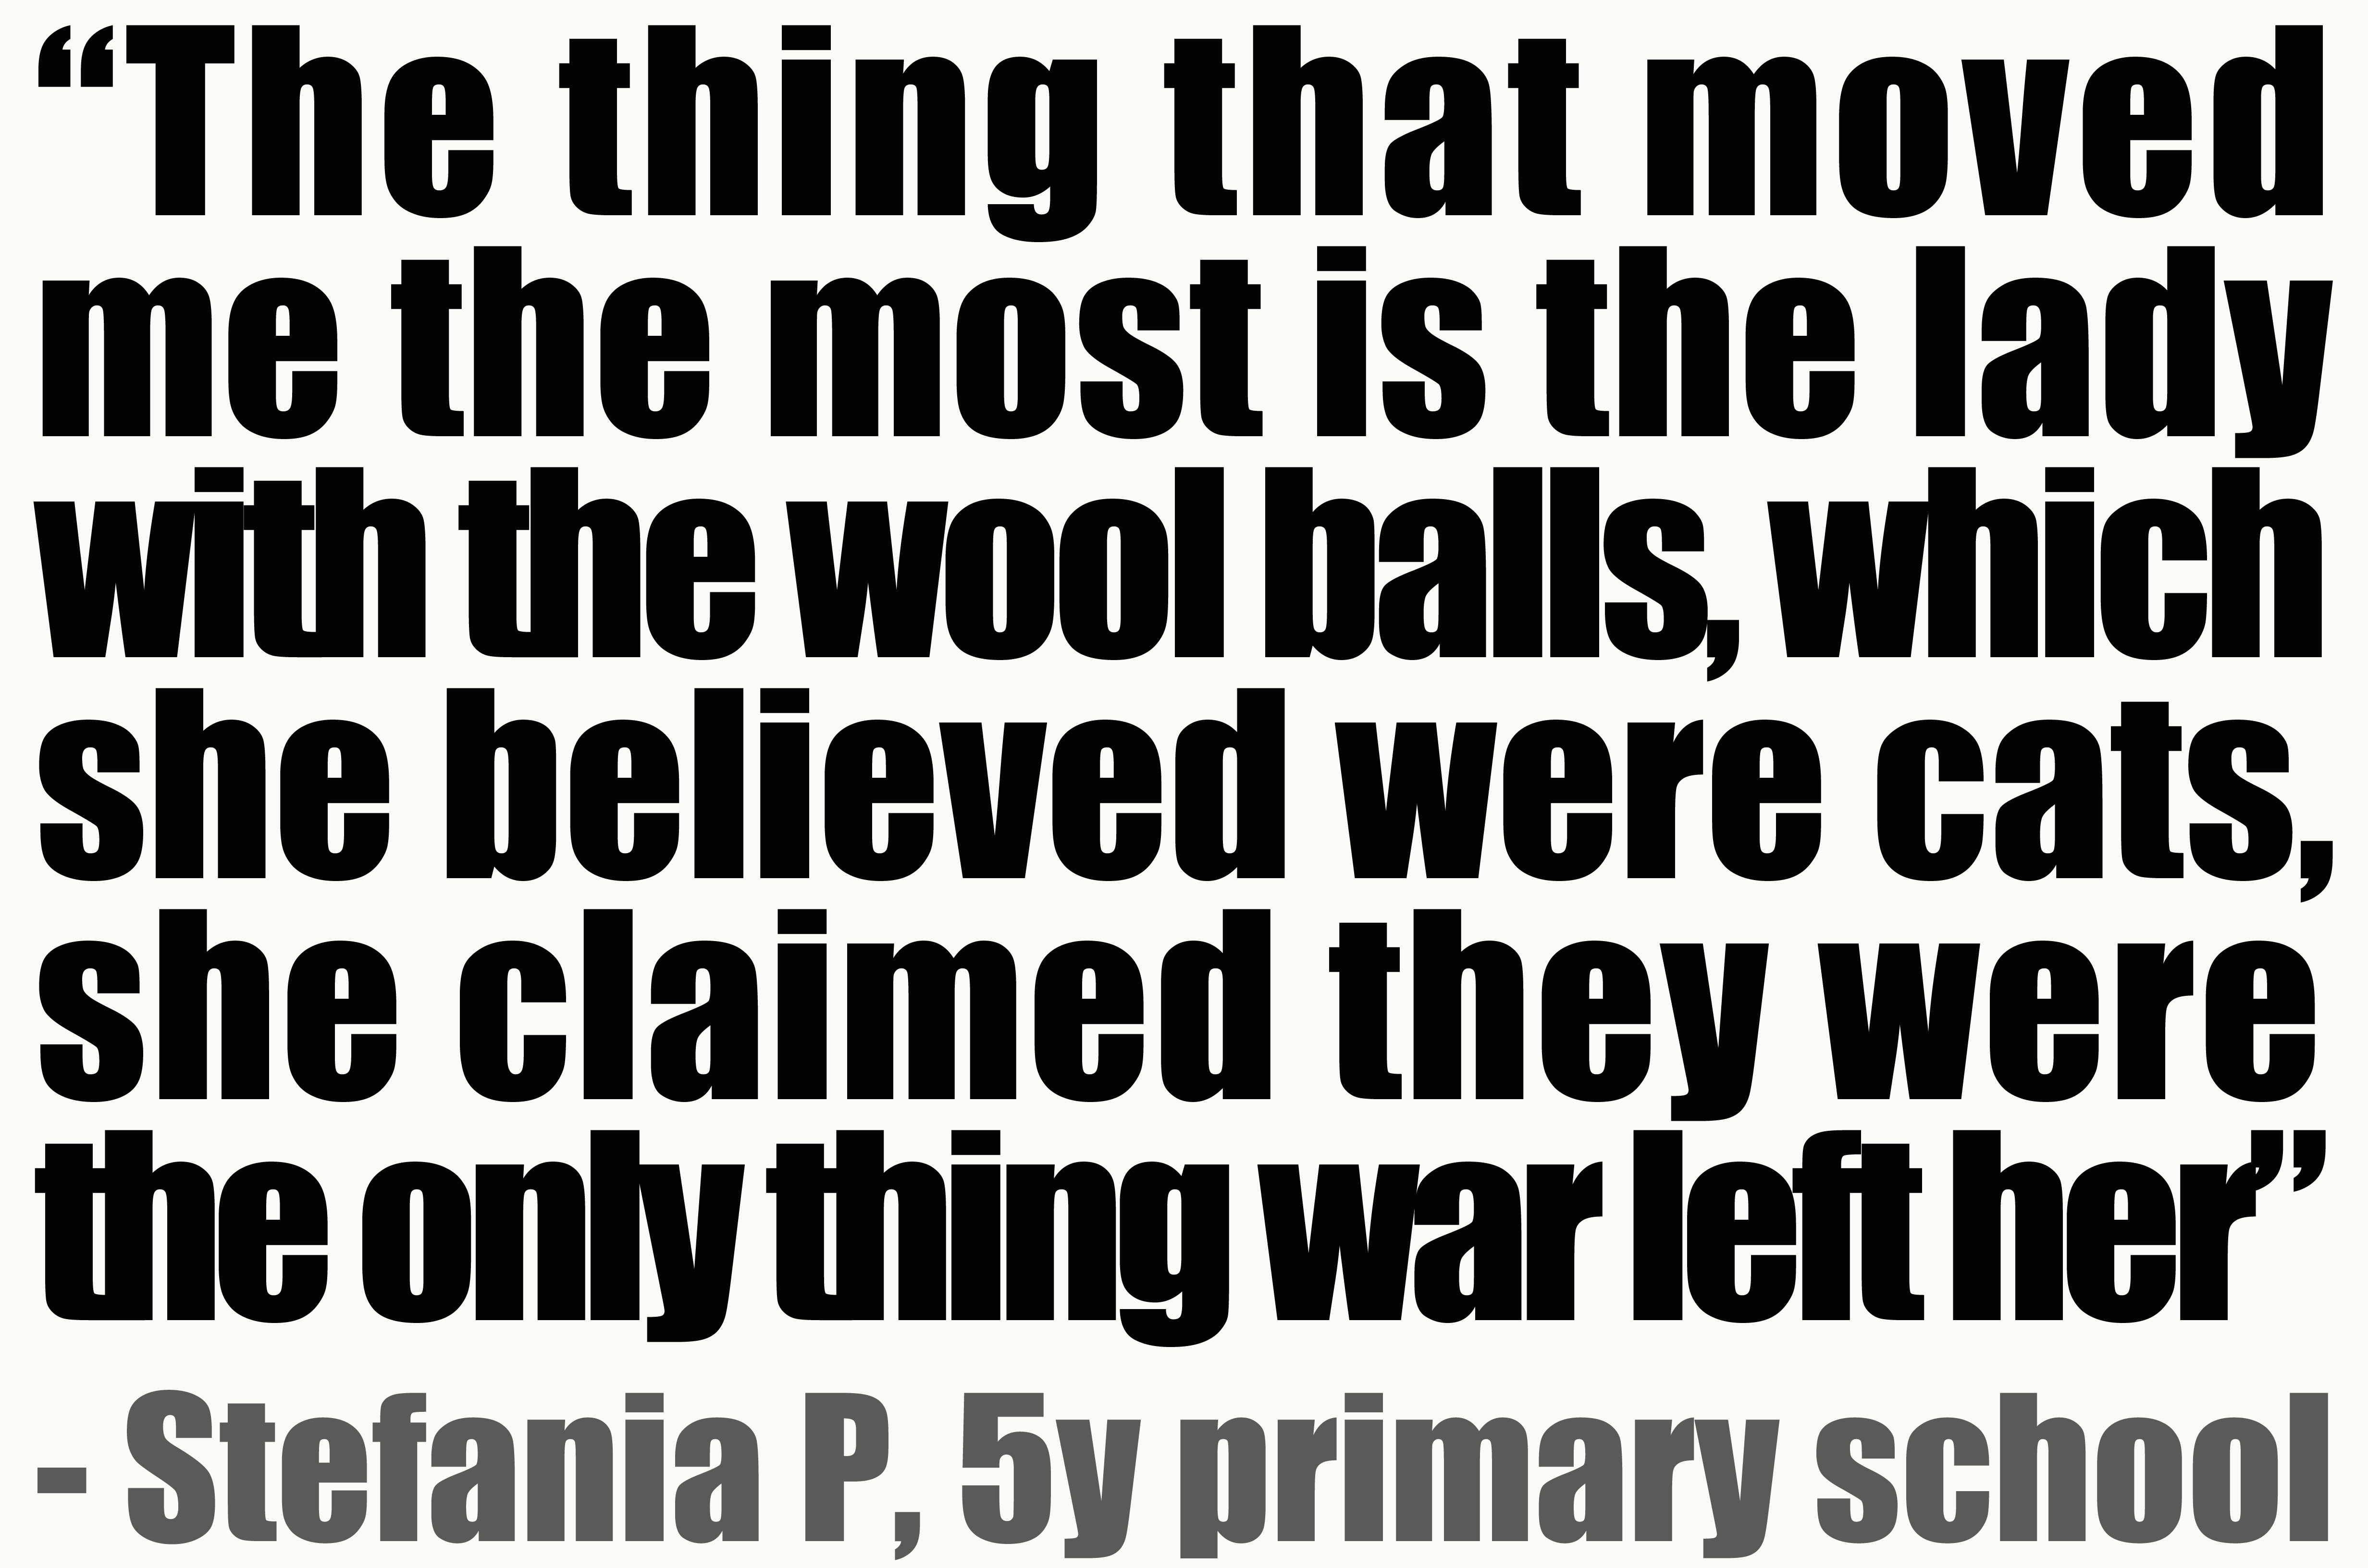 “The thing that moved
me the most is the lady
with the wool balls, which
she believed were cats,
she claimed they were
the only thing war left her”
- Stefania P, 5y primary school